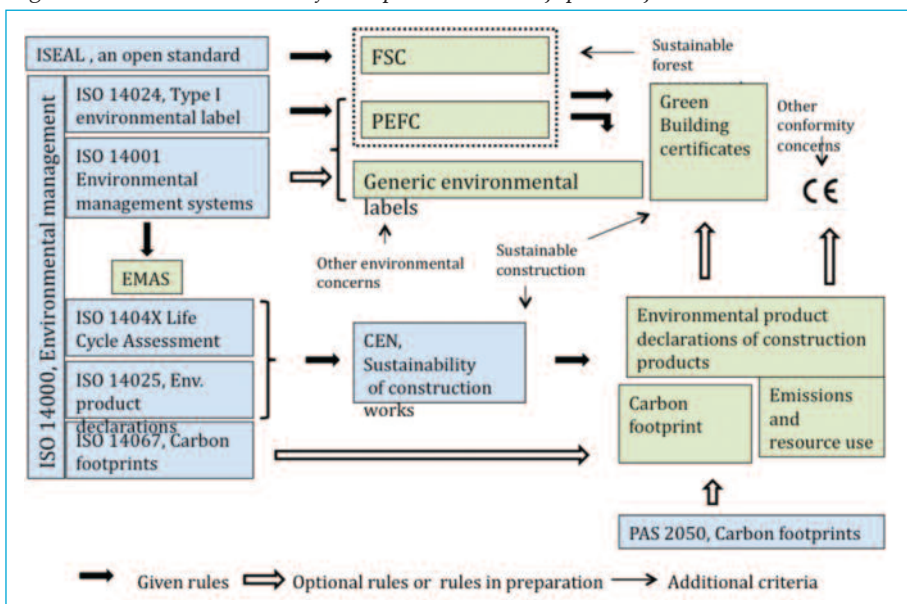 ISEAL , an open standard
ISO 14000, Environmental management
ISO 14024, Type I
environmental label
ISO 14001
Environmental
management systems
EMAS
ISO 1404X Life
Cycle Assessment
ISO 14025, Env.
product
declarations
ISO 14067, Carbon
footprints
FSC
PEFC
Generic environmental
labels
Other environmental
concerns
Sustainable
construction
CEN,
Sustainability
of construction
works
Sustainable
forest
Green
Building
certificates
Other
conformity
concerns
CE
Environmental product
declarations of construction
products
Carbon
footprint
Emissions
and
resource use
PAS 2050, Carbon footprints
Given rules
Optional rules or rules in preparation
Additional criteria